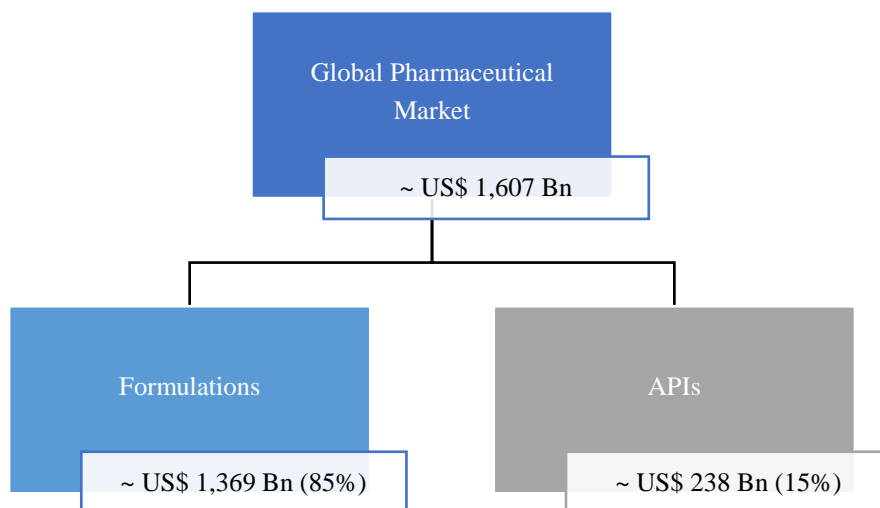 Global Pharmaceutical
Market
~ US$ 1,607 Bn
Formulations
~ US$ 1,369 Bn (85%)
APIs
~ US$ 238 Bn (15%)